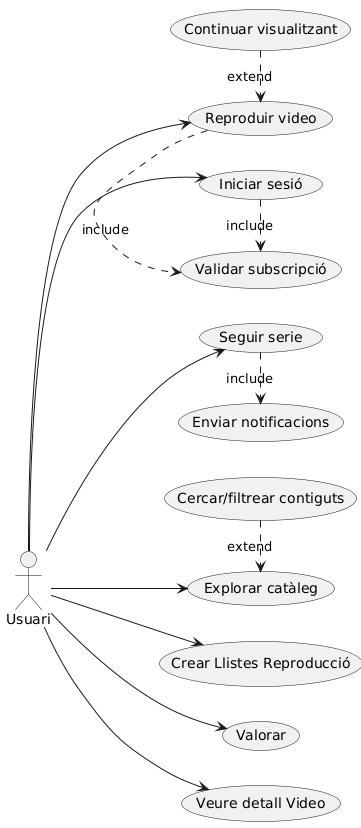 Continuar visualitzant
extend
Reproduir video
Iniciar sesió
include
include
Validar subscripció
Seguir serie
include
Enviar notificacions
Cercar/filtrear contiguts
extend
Explorar catàleg
Usuari
Crear Llistes Reproducció
Valorar
Veure detall Video